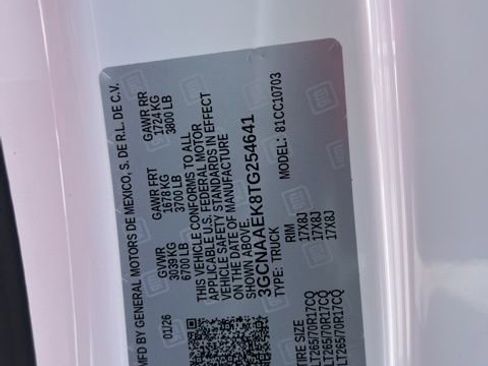 MFD BY GENERAL MOTORS DE MEXICO, S. DE R.L. DE C.V.
01/26 GVWR GAWR FRT GAWR RR
3039 KG 1678 KG 1724 KG
6700 LB 3700 LB 3800 LB
THIS VEHICLE CONFORMS TO ALL
APPLICABLE U.S. FEDERAL MOTOR
VEHICLE SAFETY STANDARDS IN EFFECT
ON THE DATE OF MANUFACTURE
3GCNAAEK8TG254641
TYPE: TRUCK MODEL: 81CC10703
TIRE SIZE RIM
LT265/70R17CQ 17X8J
LT265/70R17CQ 17X8J
LT265/70R17CQ 17X8J